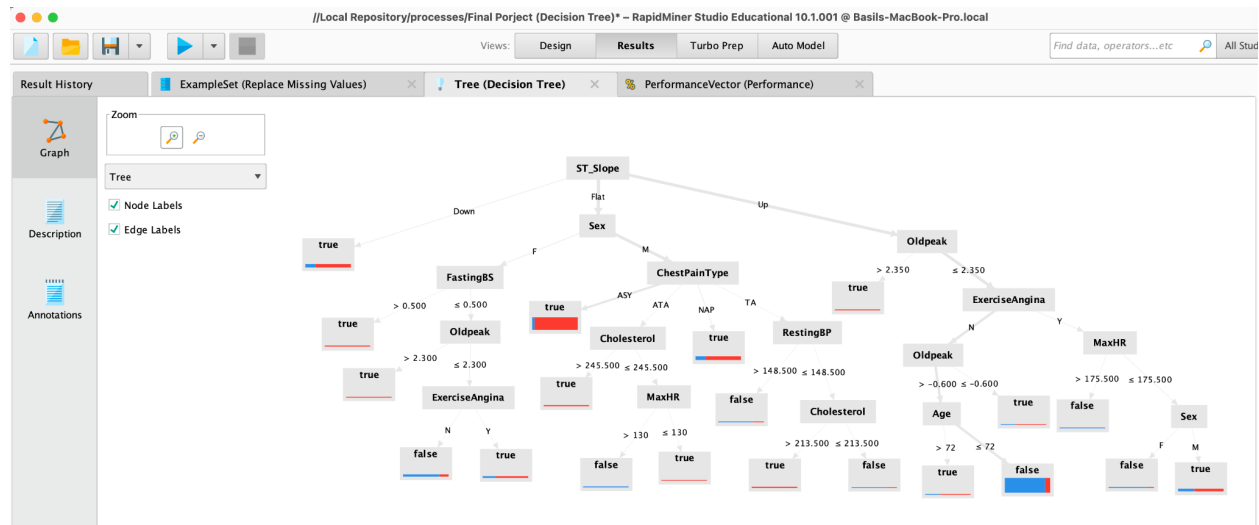 //Local Repository/processes/Final Porject (Decision Tree)* – RapidMiner Studio Educational 10.1.001 @ Basils-MacBook-Pro.local
Views: Design Results Turbo Prep Auto Model Find data, operators...etc All Stud
Result History ExampleSet (Replace Missing Values) Tree (Decision Tree) % PerformanceVector (Performance)
Graph
Description
Annotations
Zoom
Tree
Node Labels
Edge Labels
ST_Slope
Down Flat Up
true Sex Oldpeak
F M > 2.350 ≤ 2.350
FastingBS ChestPainType true ExerciseAngina
> 0.500 ≤ 0.500 ASY ATA NAP TA N Y
true Oldpeak true Cholesterol true RestingBP Oldpeak MaxHR
> 2.300 ≤ 2.300 > 245.500 ≤ 245.500 > 148.500 ≤ 148.500 > -0.600 ≤ -0.600 > 175.500 ≤ 175.500
true ExerciseAngina true MaxHR false Cholesterol Age true false Sex
N Y > 130 ≤ 130 > 213.500 ≤ 213.500 > 72 ≤ 72 F M
false true false true true false true false false true